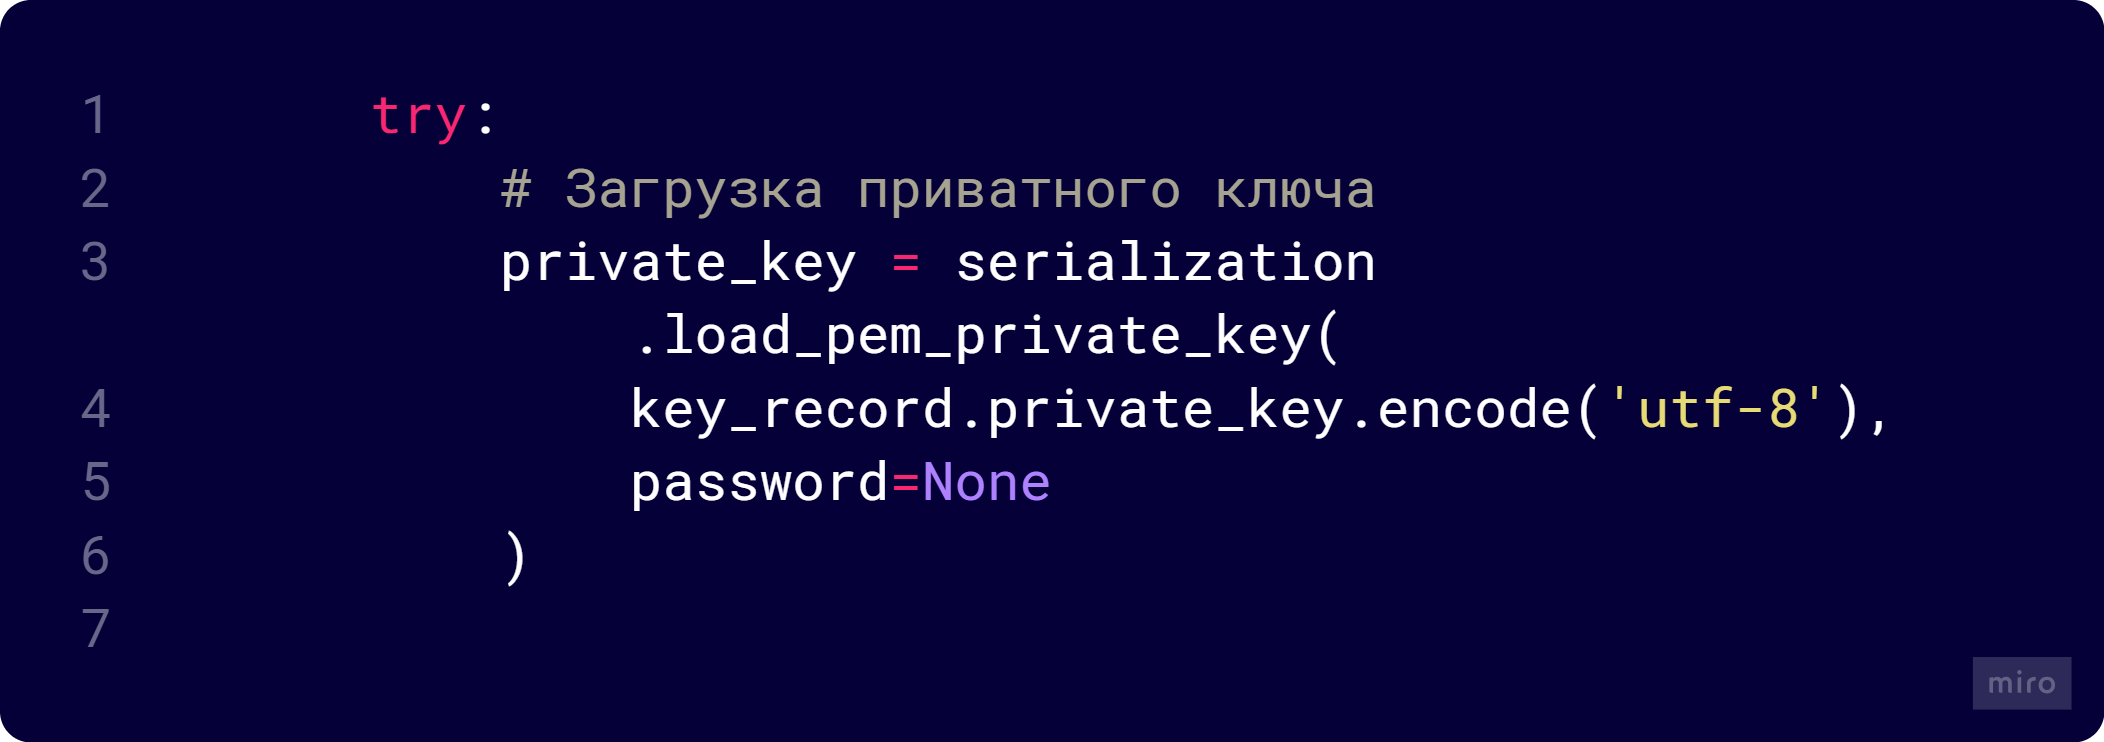 1 try:
2 # Загрузка приватного ключа
3 private_key = serialization
.load_pem_private_key(
4 key_record.private_key.encode('utf-8'),
5 password=None
6 )
7
miro